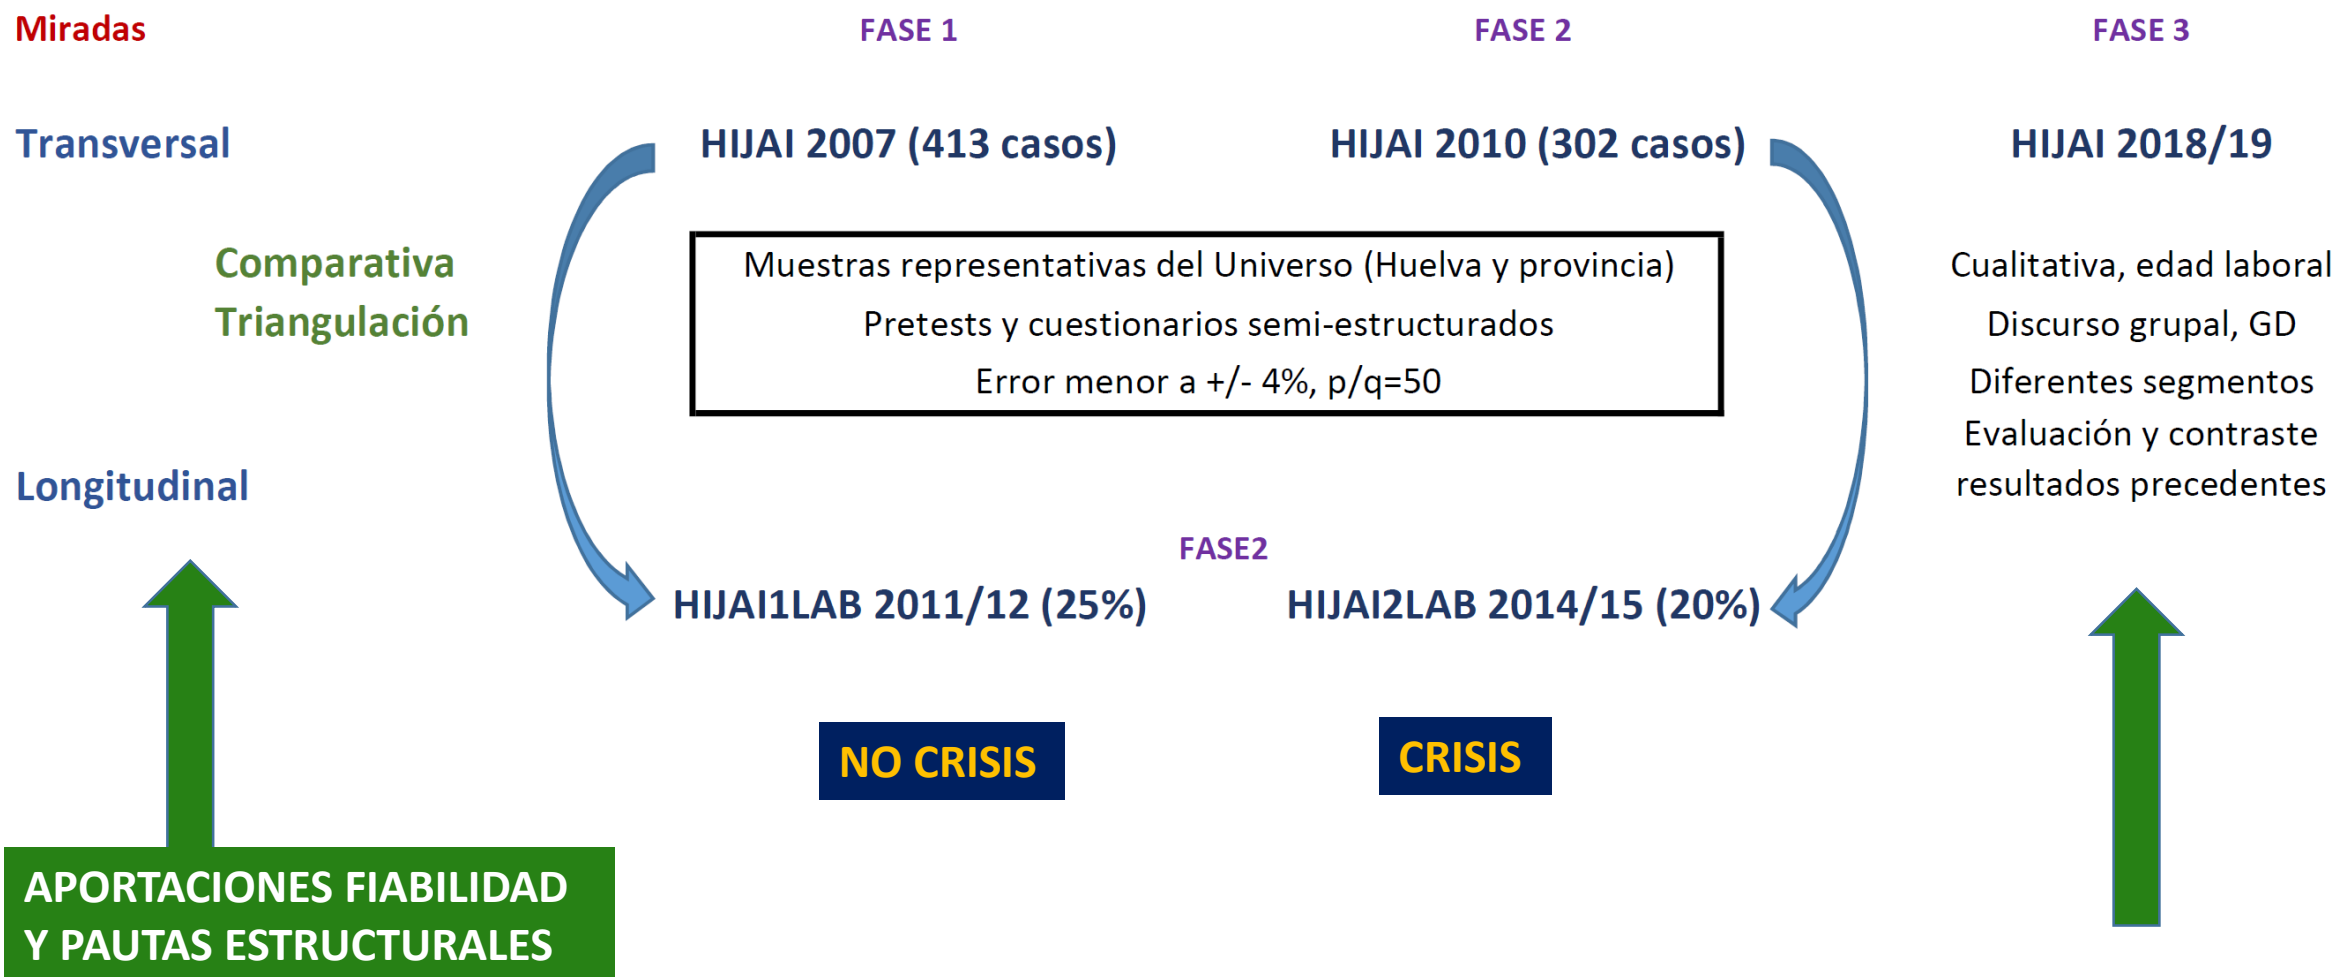 Miradas
FASE 1
FASE 2
FASE 3
Transversal
HIJAI 2007 (413 casos)
HIJAI 2010 (302 casos)
HIJAI 2018/19
Comparativa
Triangulación
Muestras representativas del Universo (Huelva y provincia)
Pretests y cuestionarios semi-estructurados
Error menor a +/- 4%, p/q=50
Cualitativa, edad laboral
Discurso grupal, GD
Diferentes segmentos
Evaluación y contraste
resultados precedentes
Longitudinal
FASE2
HIJAI1LAB 2011/12 (25%)
HIJAI2LAB 2014/15 (20%)
NO CRISIS
CRISIS
APORTACIONES FIABILIDAD
Y PAUTAS ESTRUCTURALES